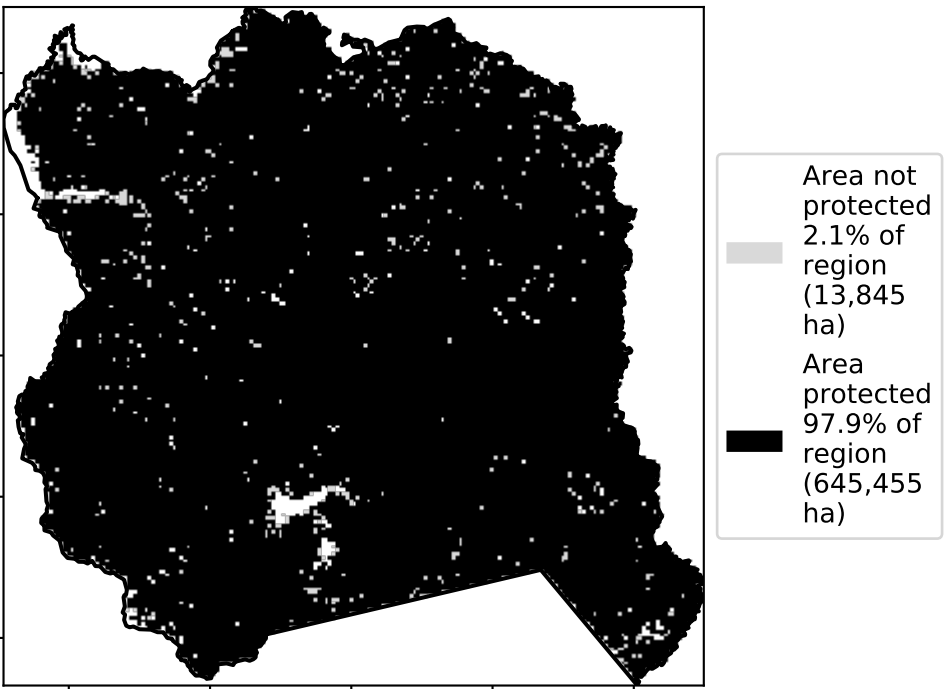 Area not
protected
2.1% of
region
(13,845
ha)
Area
protected
97.9% of
region
(645,455
ha)